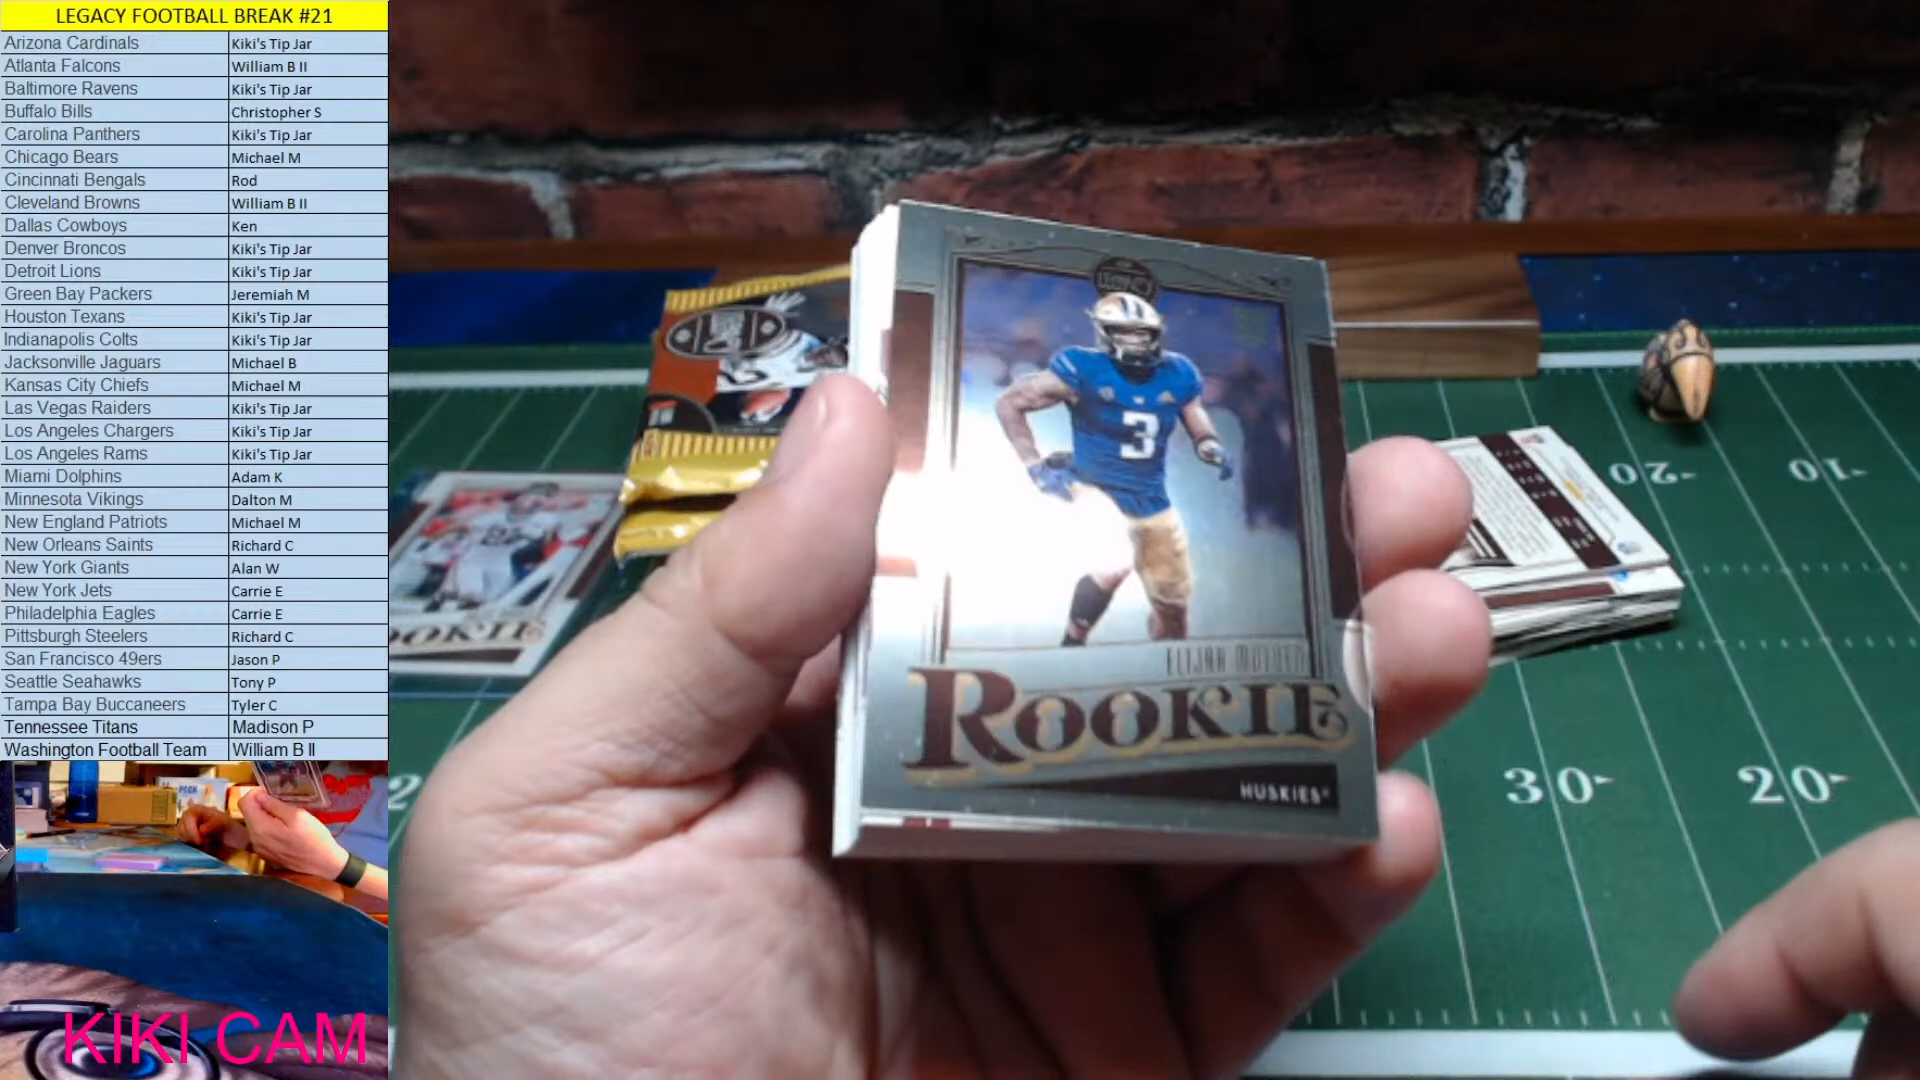 LEGACY FOOTBALL BREAK #21
Arizona Cardinals Kiki's Tip Jar
Atlanta Falcons William B II
Baltimore Ravens Kiki's Tip Jar
Buffalo Bills Christopher S
Carolina Panthers Kiki's Tip Jar
Chicago Bears Michael M
Cincinnati Bengals Rod
Cleveland Browns William B II
Dallas Cowboys Ken
Denver Broncos Kiki's Tip Jar
Detroit Lions Kiki's Tip Jar
Green Bay Packers Jeremiah M
Houston Texans Kiki's Tip Jar
Indianapolis Colts Kiki's Tip Jar
Jacksonville Jaguars Michael B
Kansas City Chiefs Michael M
Las Vegas Raiders Kiki's Tip Jar
Los Angeles Chargers Kiki's Tip Jar
Los Angeles Rams Kiki's Tip Jar
Miami Dolphins Adam K
Minnesota Vikings Dalton M
New England Patriots Michael M
New Orleans Saints Richard C
New York Giants Alan W
New York Jets Carrie E
Philadelphia Eagles Carrie E
Pittsburgh Steelers Richard C
San Francisco 49ers Jason P
Seattle Seahawks Tony P
Tampa Bay Buccaneers Tyler C
Tennessee Titans Madison P
Washington Football Team William B II
KIKI CAM
LEGACY
3
ELIJAH MOLDEN
ROOKIE
HUSKIES
ROOKIE
20
10
30
20
2